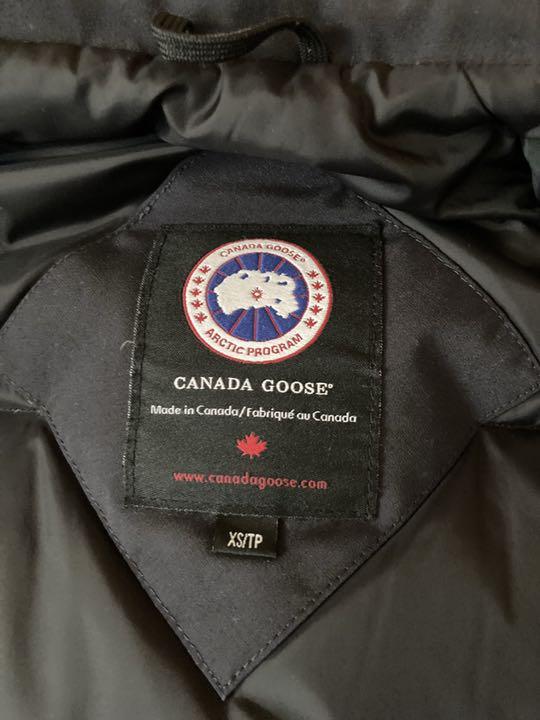 CANADA GOOSE®
ARCTIC PROGRAM
CANADA GOOSE®
Made in Canada/Fabriqué au Canada
www.canadagoose.com
XS/TP